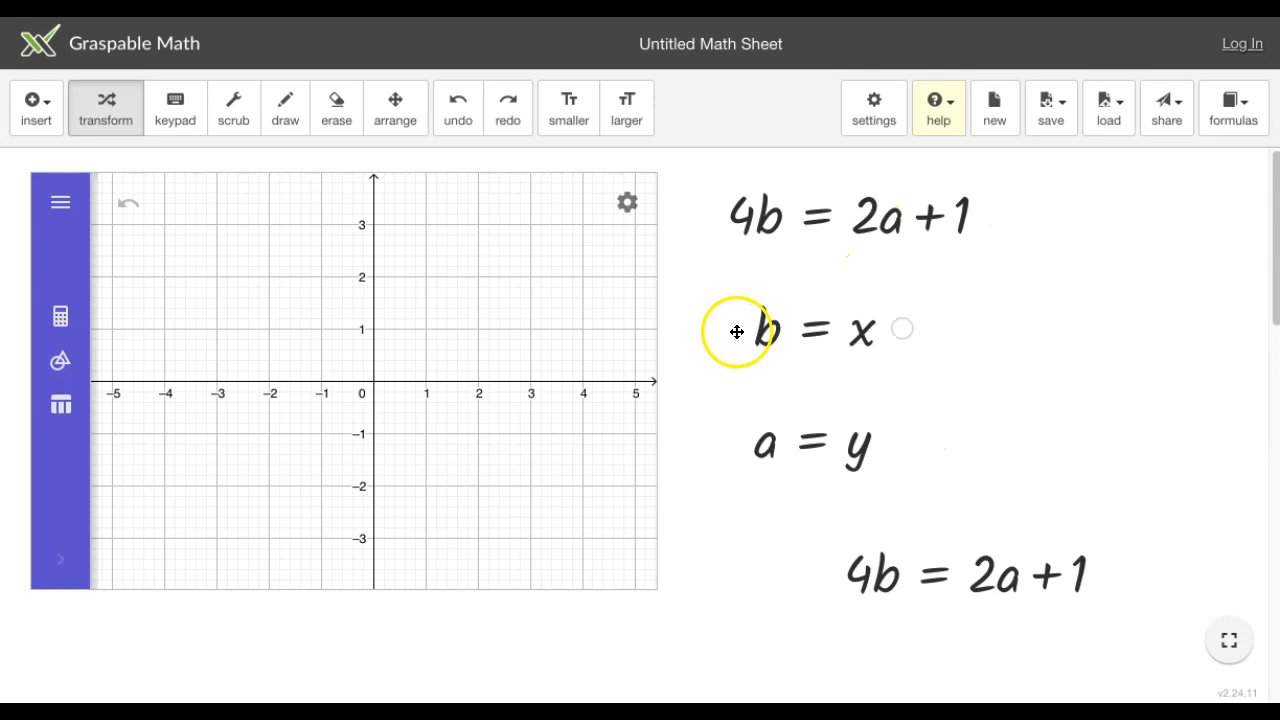 Graspable Math
Untitled Math Sheet
Log In
insert
transform
keypad
scrub
draw
erase
arrange
undo
redo
Tт smaller
тT larger
settings
help
new
save
load
share
formulas
3
2
1
–5 –4 –3 –2 –1 0 1 2 3 4 5
–1
–2
–3
4b = 2a + 1
b = x
a = y
4b = 2a + 1
v2.24.11